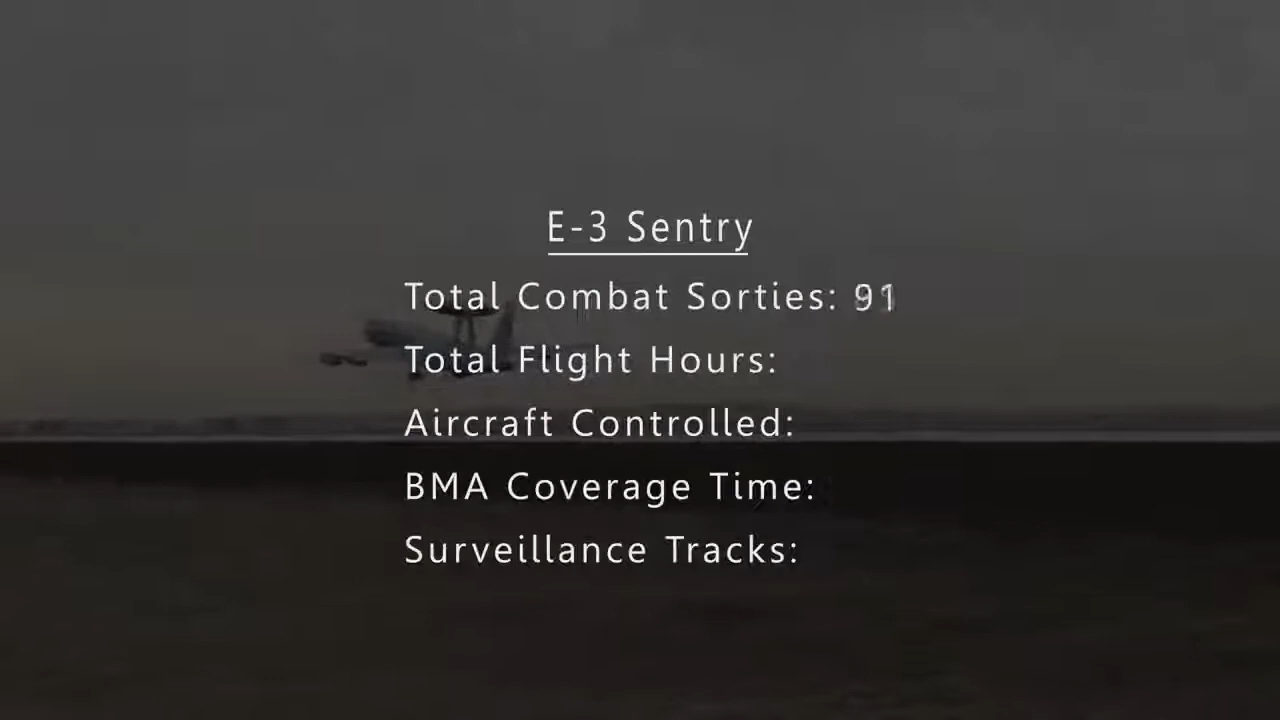 E-3 Sentry
Total Combat Sorties: 91
Total Flight Hours:
Aircraft Controlled:
BMA Coverage Time:
Surveillance Tracks: